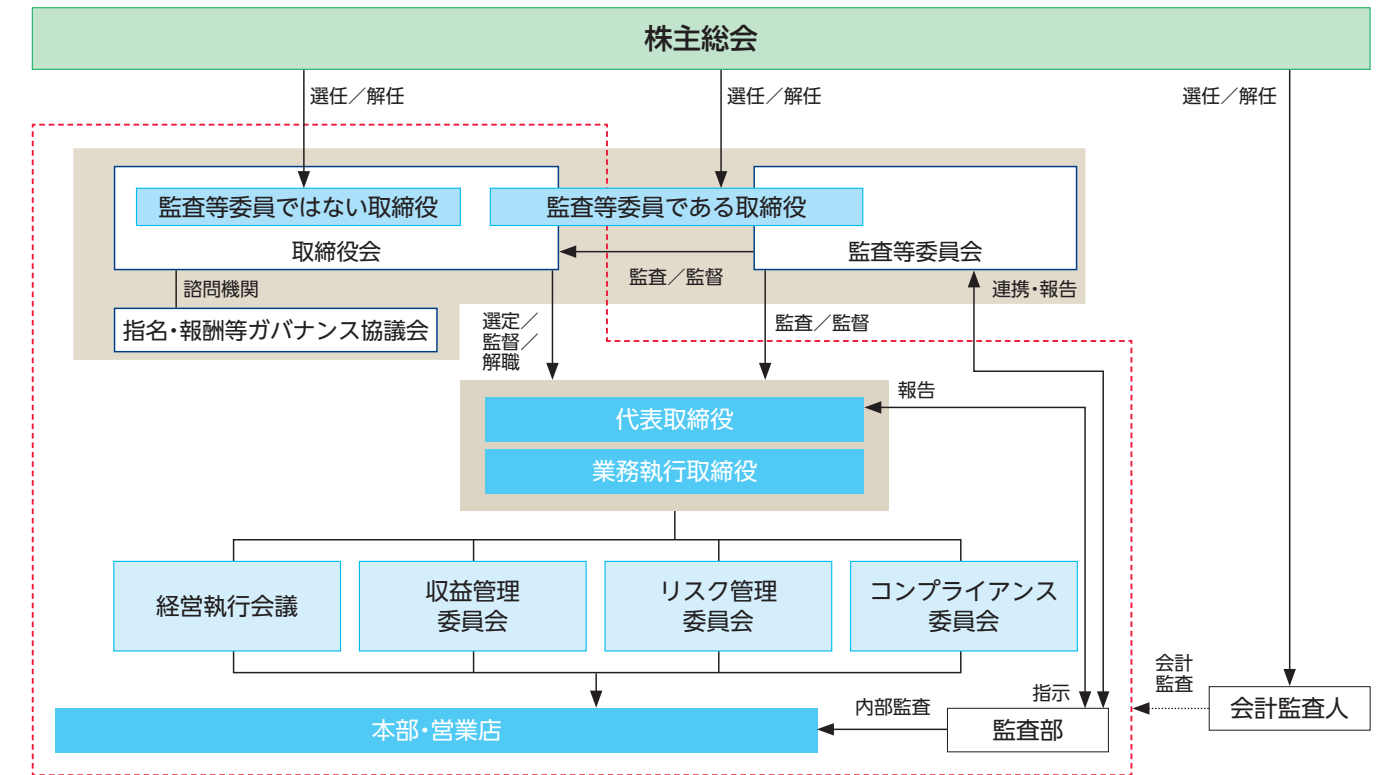 株主総会
選任／解任
選任／解任
選任／解任
監査等委員ではない取締役
監査等委員である取締役
取締役会
監査等委員会
監査／監督
諮問機関
連携・報告
指名・報酬等ガバナンス協議会
選定／
監督／
解職
監査／監督
報告
代表取締役
業務執行取締役
経営執行会議
収益管理
委員会
リスク管理
委員会
コンプライアンス
委員会
会計
監査
指示
内部監査
会計監査人
本部・営業店
監査部